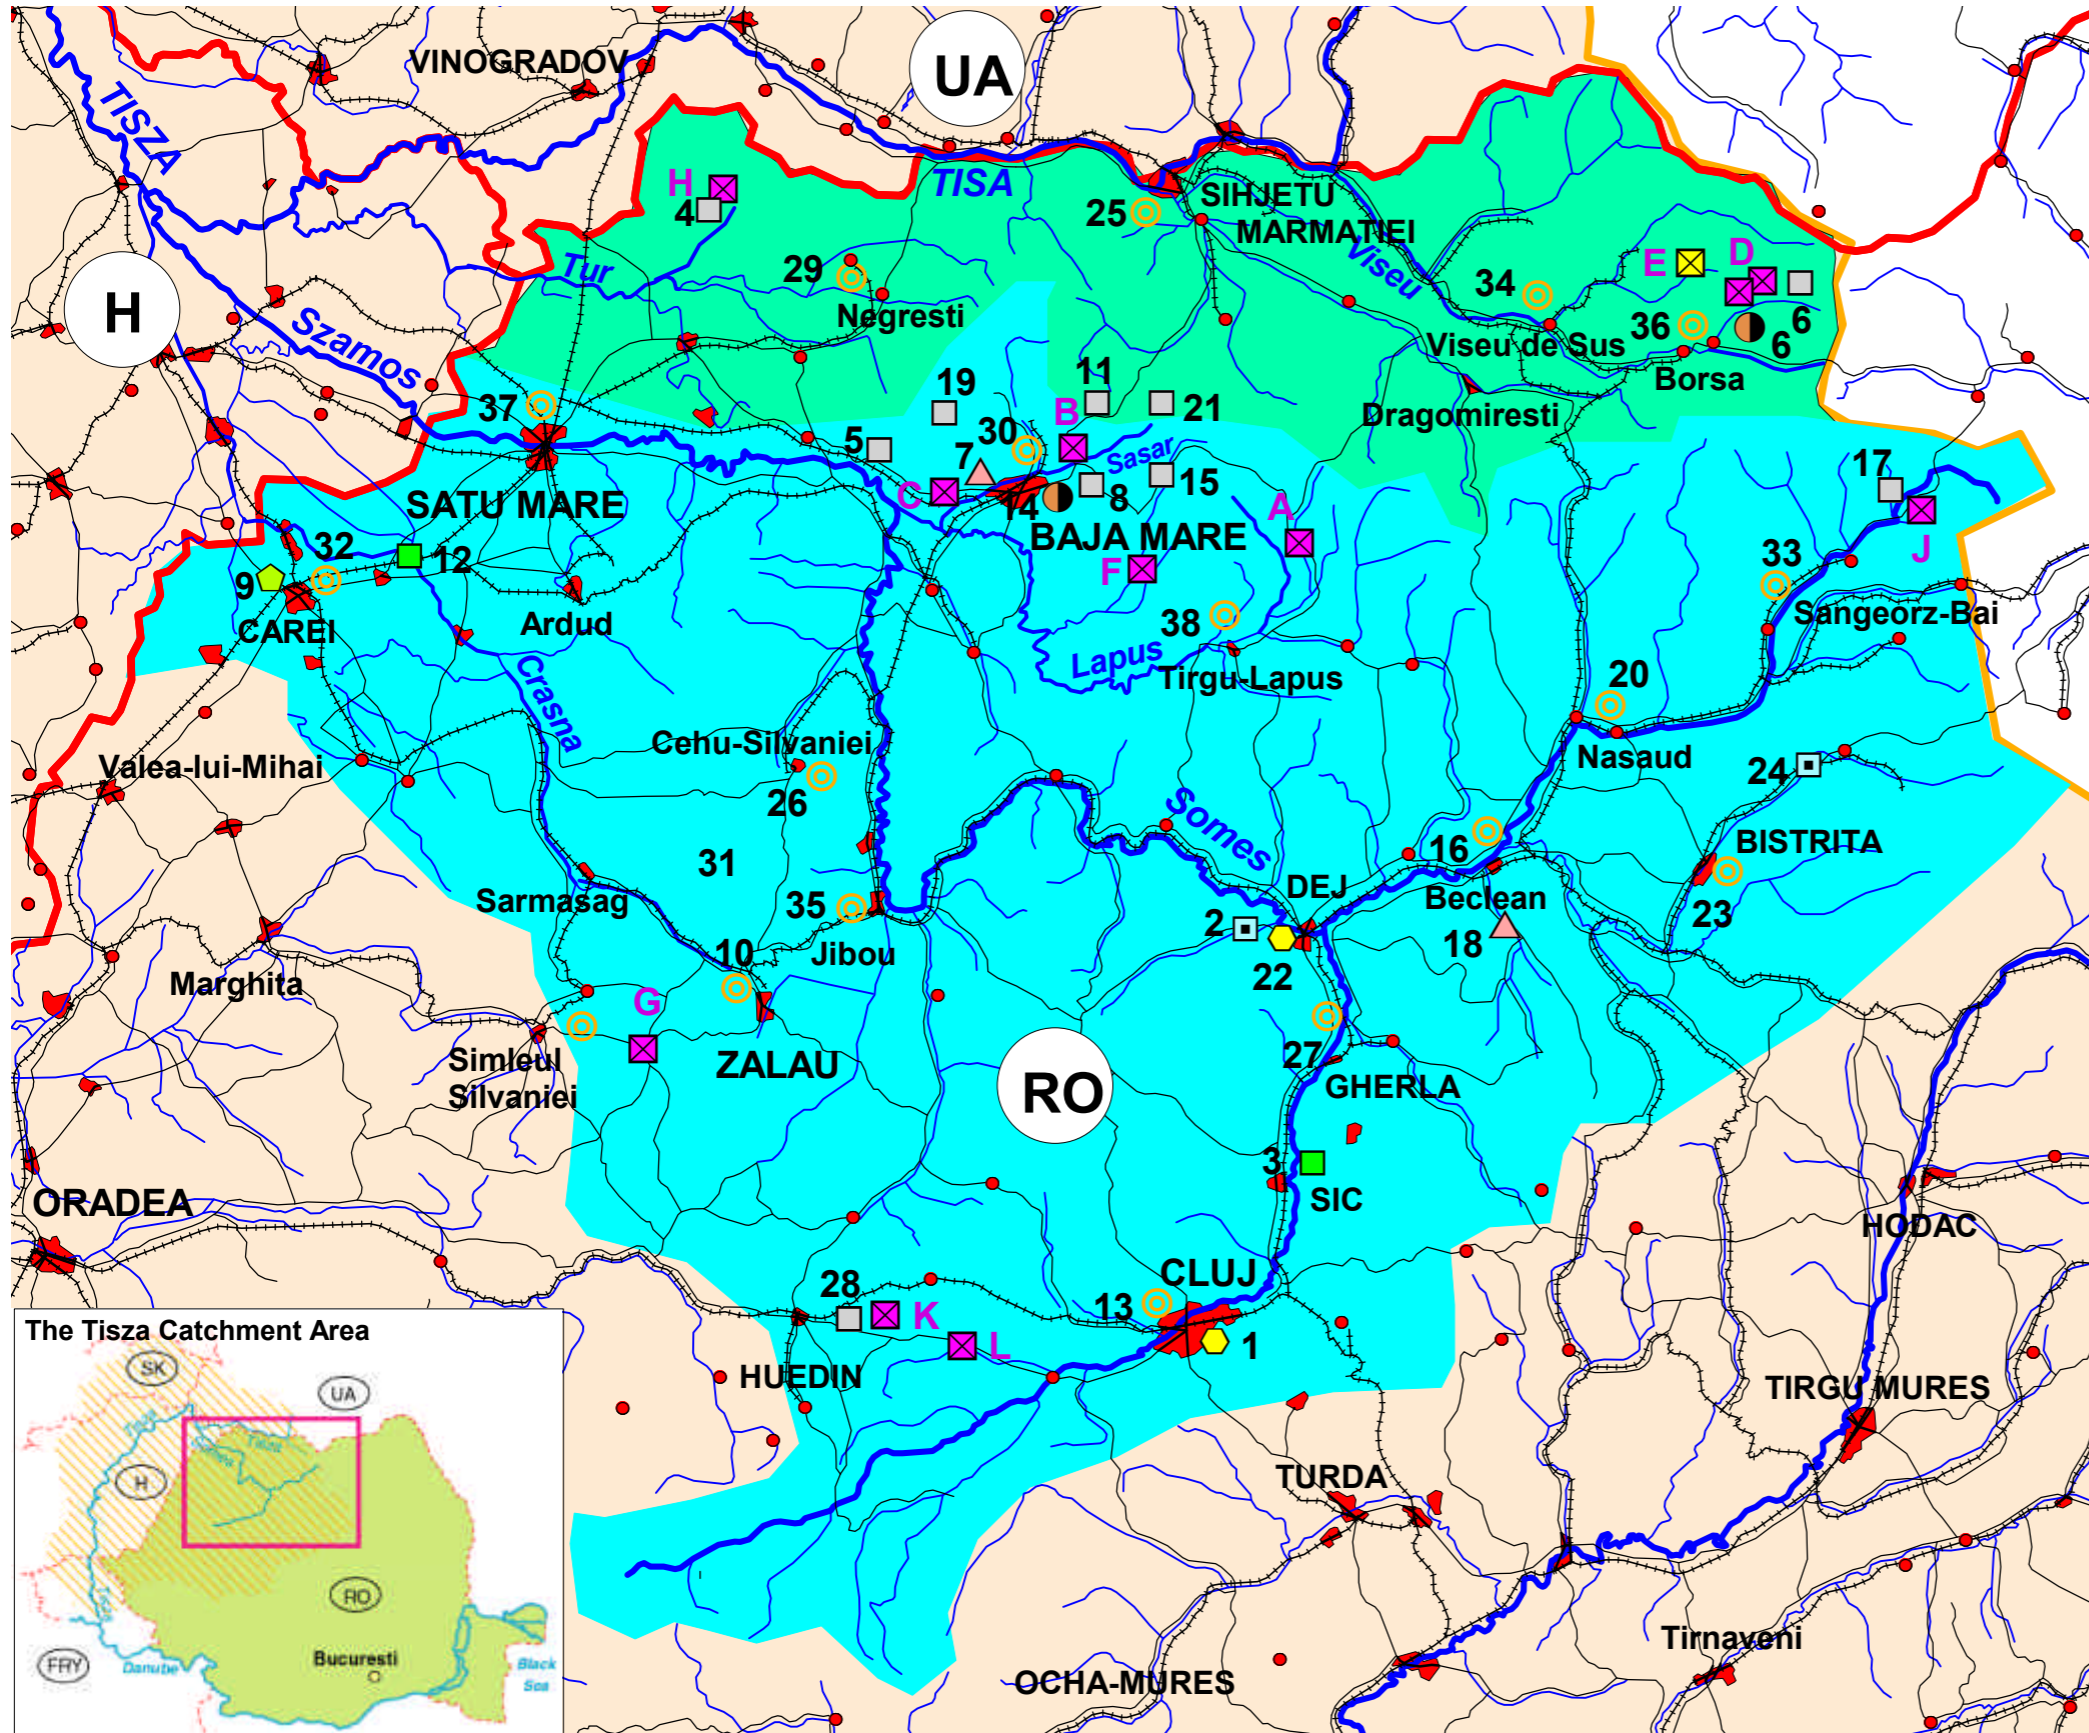 VINOGRADOV
UA
TISZA
H
4
TISA
25
SIHJETU
MARMATIEI
Viseu
H
Tur
29
Negresti
34
E
D
36
6
6
Viseu de Sus
Borsa
Dragomiresti
Szamos
37
19
11
B
21
5
30
7
Sasar
C
14
8
15
A
17
J
SATU MARE
BAJA MARE
F
32
12
9
CAREI
Ardud
38
Lapus
Tirgu-Lapus
33
Sangeorz-Bai
20
Nasaud
Crasna
Cehu-Silvaniei
26
Valea-lui-Mihai
24
Somes
16
BISTRITA
31
Sarmasag
35
Jibou
DEJ
Beclean
23
2
22
18
10
Marghita
G
Simleul
Silvaniei
ZALAU
RO
27
GHERLA
3
SIC
ORADEA
HODAC
CLUJ
28
K
13
L
1
HUEDIN
TIRGU MURES
TURDA
Tirnaveni
OCHA-MURES
The Tisza Catchment Area
SK
UA
Tisza
Tisza
H
Tisza
RO
Bucuresti
FRY
Danube
Black
Sea